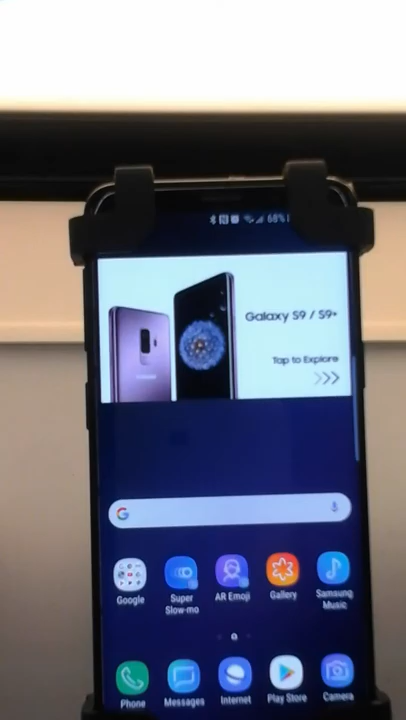 68%
Galaxy S9 / S9+
Tap to Explore
Google
Super
Slow-mo
AR Emoji
Gallery
Samsung
Music
Phone
Messages
Internet
Play Store
Camera